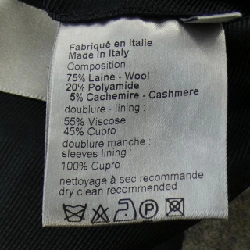 Fabriqué en Italie
Made in Italy
Composition
75% Laine - Wool
20% Polyamide
5% Cachemire - Cashmere
doublure - lining :
55% Viscose
45% Cupro
doublure manche :
sleeves lining :
100% Cupro
nettoyage à sec recommande
dry clean recommended